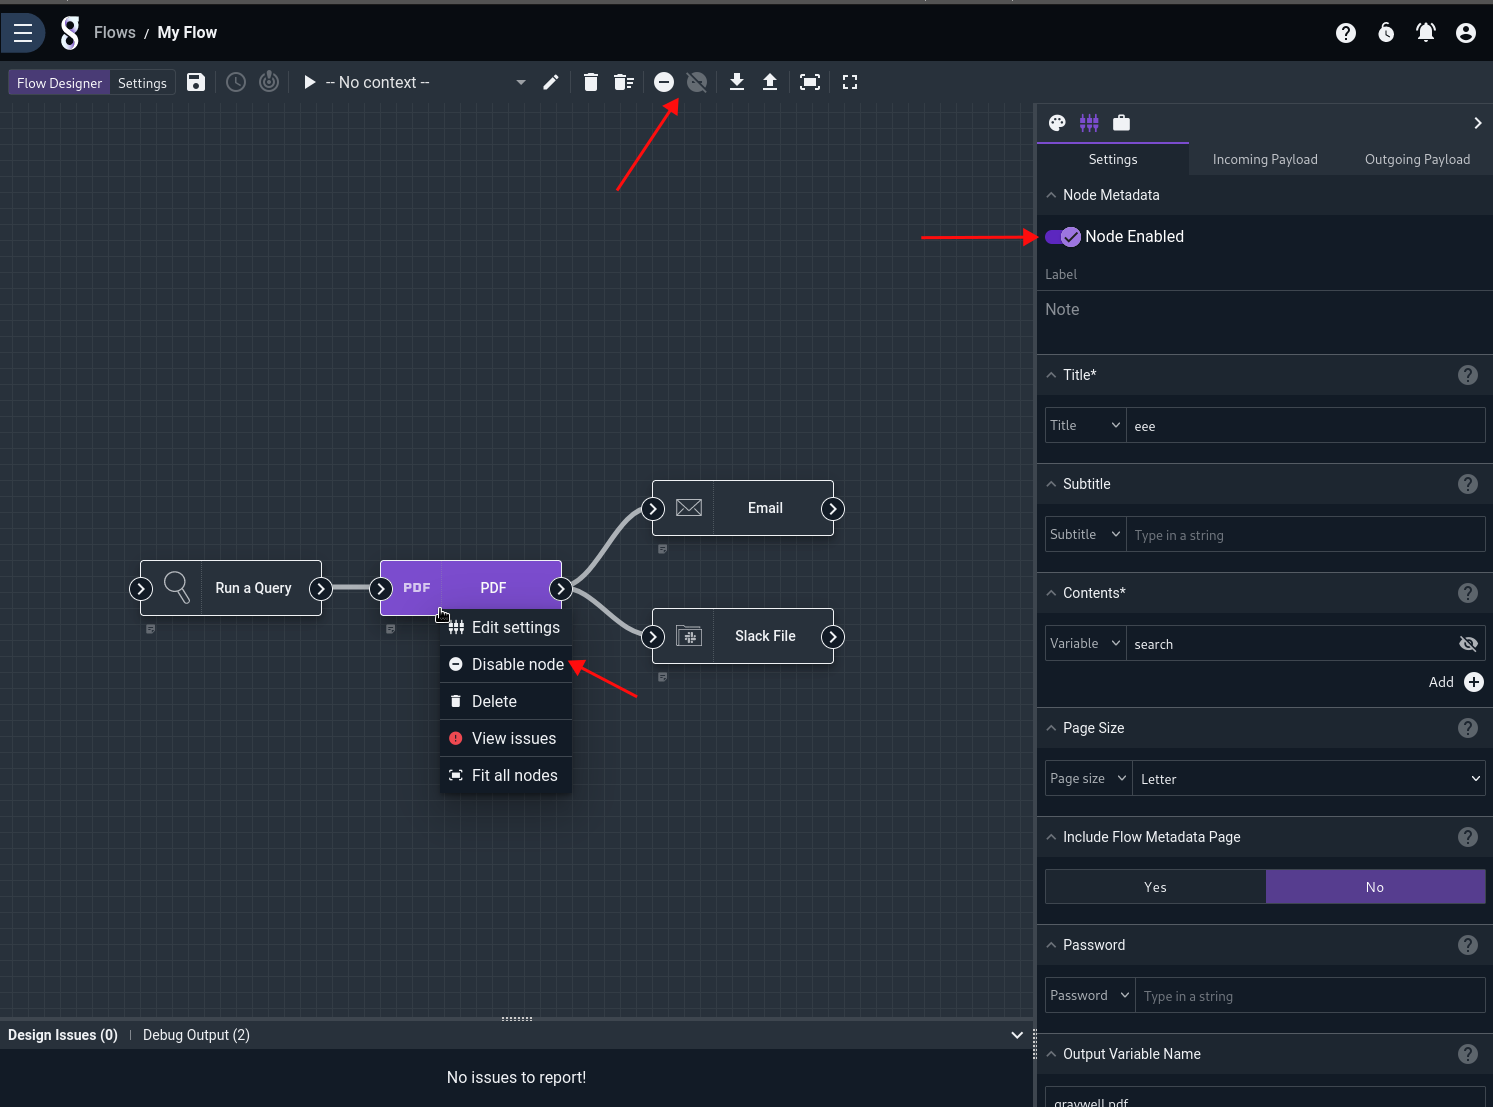 Flows / My Flow
Flow Designer Settings -- No context --
Settings Incoming Payload Outgoing Payload
Node Metadata
Node Enabled
Label
Note
Title*
Title eee
Subtitle
Subtitle Type in a string
Contents*
Variable search
Add
Page Size
Page size Letter
Include Flow Metadata Page
Yes No
Password
Password Type in a string
Output Variable Name
graywell.pdf
Email
Run a Query
PDF PDF
Slack File
Edit settings
Disable node
Delete
View issues
Fit all nodes
Design Issues (0) Debug Output (2)
No issues to report!